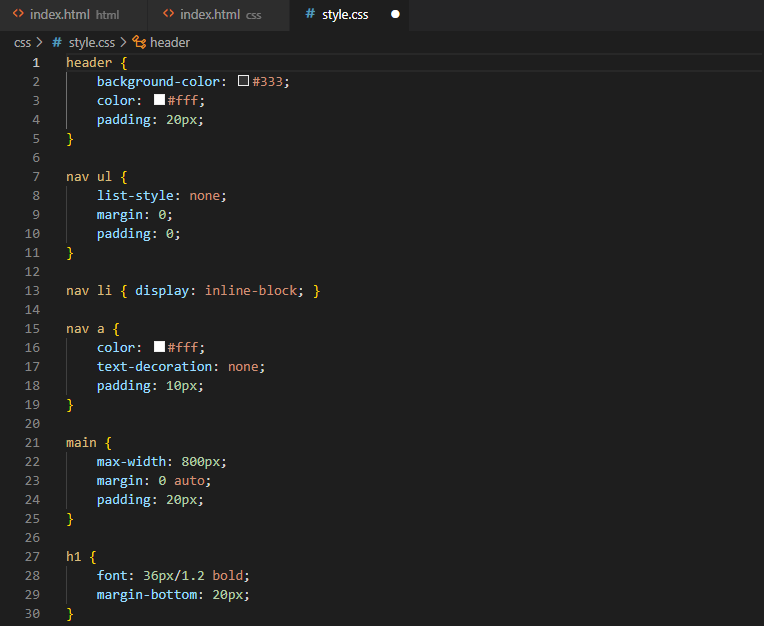 index.html html index.html css # style.css
css > # style.css > header
1 header {
2 background-color: #333;
3 color: #fff;
4 padding: 20px;
5 }
6
7 nav ul {
8 list-style: none;
9 margin: 0;
10 padding: 0;
11 }
12
13 nav li { display: inline-block; }
14
15 nav a {
16 color: #fff;
17 text-decoration: none;
18 padding: 10px;
19 }
20
21 main {
22 max-width: 800px;
23 margin: 0 auto;
24 padding: 20px;
25 }
26
27 h1 {
28 font: 36px/1.2 bold;
29 margin-bottom: 20px;
30 }